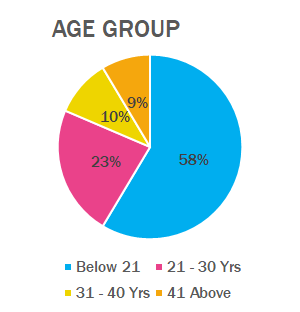 AGE GROUP
9%
10%
23%
58%
Below 21 21 - 30 Yrs
31 - 40 Yrs 41 Above